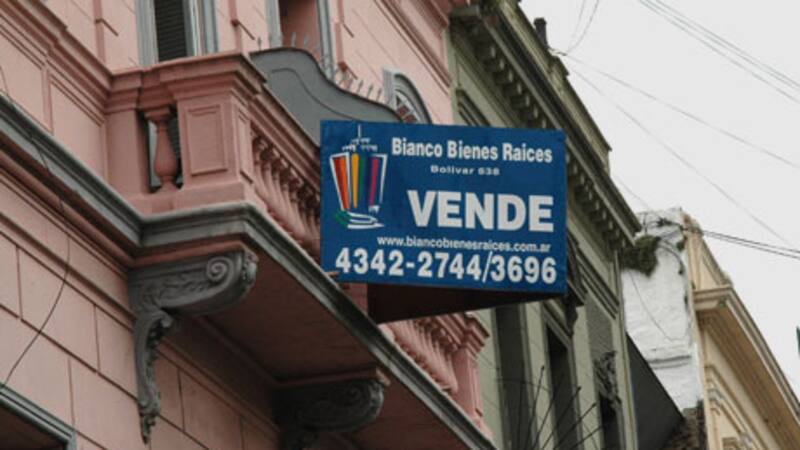 Bianco Bienes Raices
Bolivar 638
VENDE
www.biancobienesraices.com.ar
4342-2744/3696